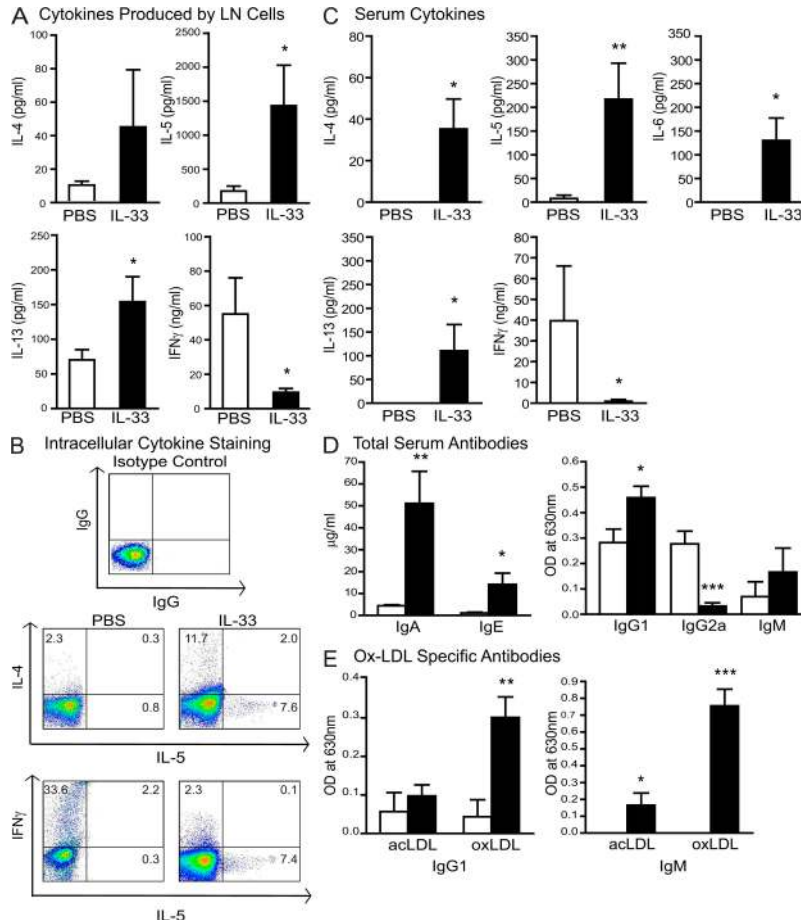 A Cytokines Produced by LN Cells
IL-4 (pg/ml)
100
80
60
40
20
0
PBS IL-33
IL-5 (pg/ml)
2000
1500
1000
500
0
*
PBS IL-33
IL-13 (pg/ml)
150
100
50
0
*
PBS IL-33
IFNγ (ng/ml)
100
80
60
40
20
0
*
PBS IL-33
C Serum Cytokines
IL-4 (pg/ml)
60
40
20
0
*
PBS IL-33
IL-5 (pg/ml)
350
300
250
200
150
100
50
0
**
PBS IL-33
IL-6 (pg/ml)
350
300
250
200
150
100
50
0
*
PBS IL-33
IL-13 (pg/ml)
350
300
250
200
150
100
50
0
*
PBS IL-33
IFNγ (ng/ml)
80
70
60
50
40
30
20
10
0
*
PBS IL-33
B Intracellular Cytokine Staining
Isotype Control
IgG
IgG
PBS IL-33
IL-4
2.3 0.3
0.8
11.7 2.0
7.6
IL-5
IFNγ
33.6 2.2
0.3
2.3 0.1
7.4
IL-5
D Total Serum Antibodies
µg/ml
70
60
50
40
30
20
10
0
**
*
IgA IgE
OD at 630nm
0.6
0.5
0.4
0.3
0.2
0.1
0.0
*
***
IgG1 IgG2a IgM
E Ox-LDL Specific Antibodies
OD at 630nm
0.4
0.3
0.2
0.1
0.0
**
acLDL oxLDL
IgG1
OD at 630nm
0.9
0.8
0.6
0.4
0.3
0.2
0.1
0.0
*
***
acLDL oxLDL
IgM